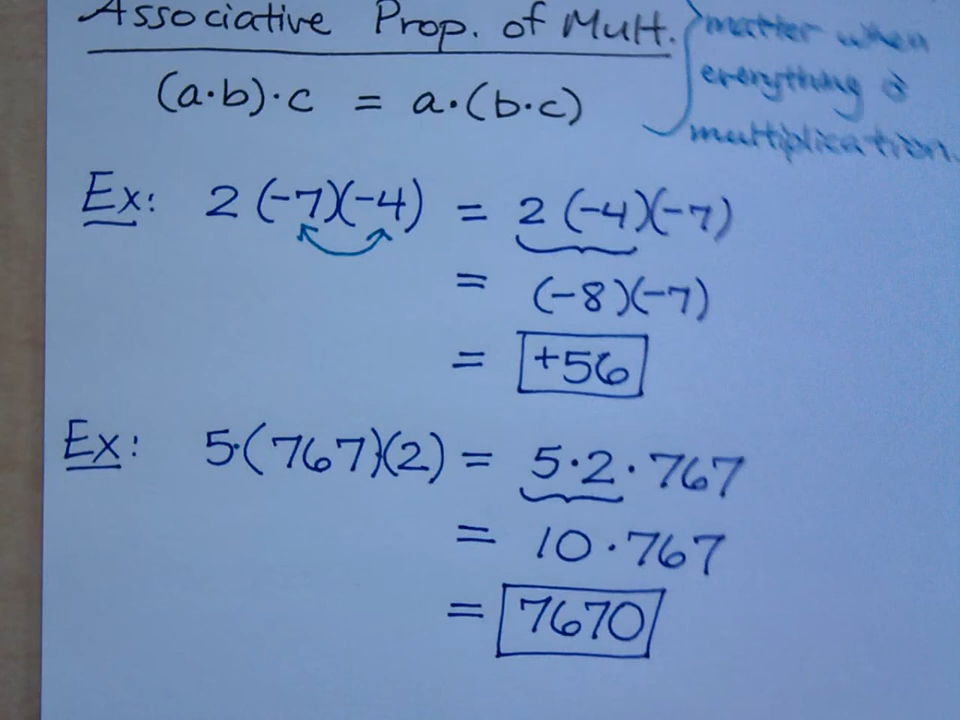 Associative Prop. of Mult.
(a·b)·c = a·(b·c)
matter when
everything is
multiplication.
Ex: 2(-7)(-4) = 2(-4)(-7)
= (-8)(-7)
= +56
Ex: 5·(767)(2) = 5·2·767
= 10·767
= 7670